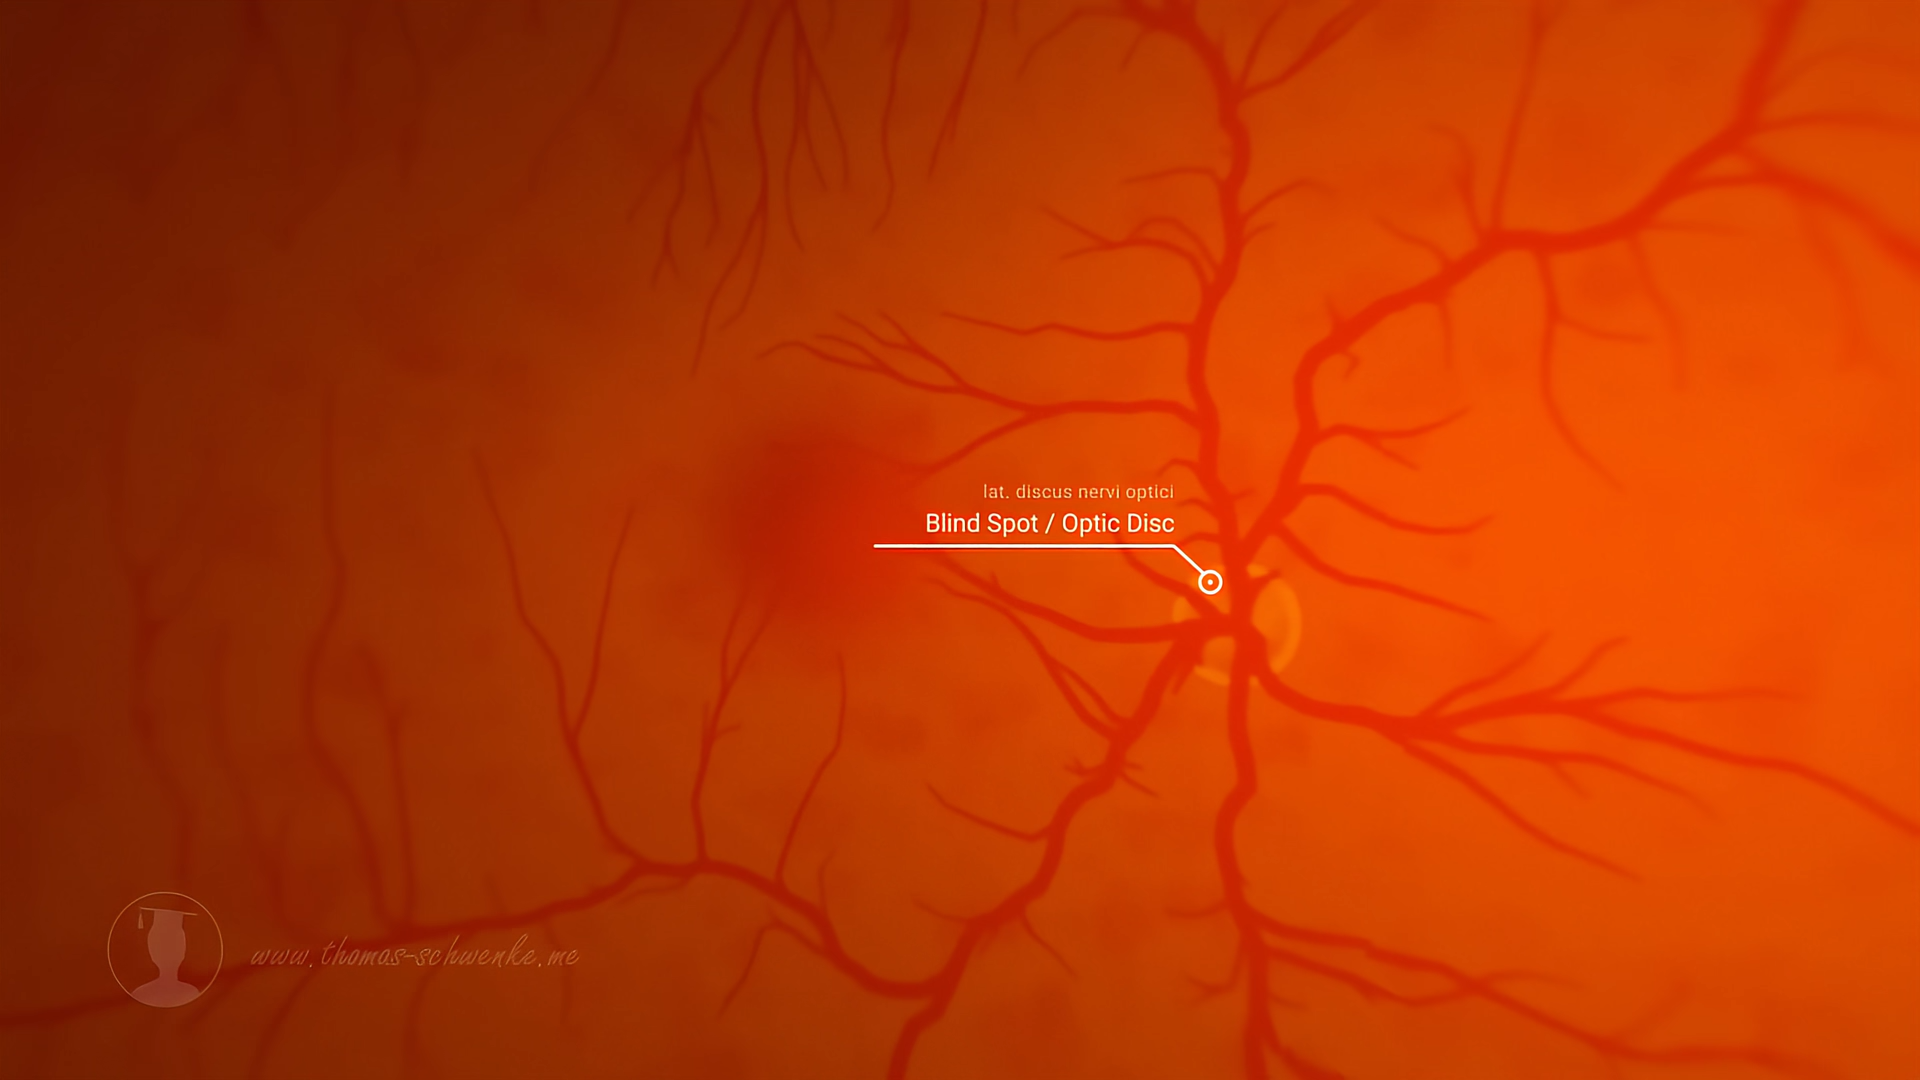 lat. discus nervi optici
Blind Spot / Optic Disc
www.thomas-schwenke.me